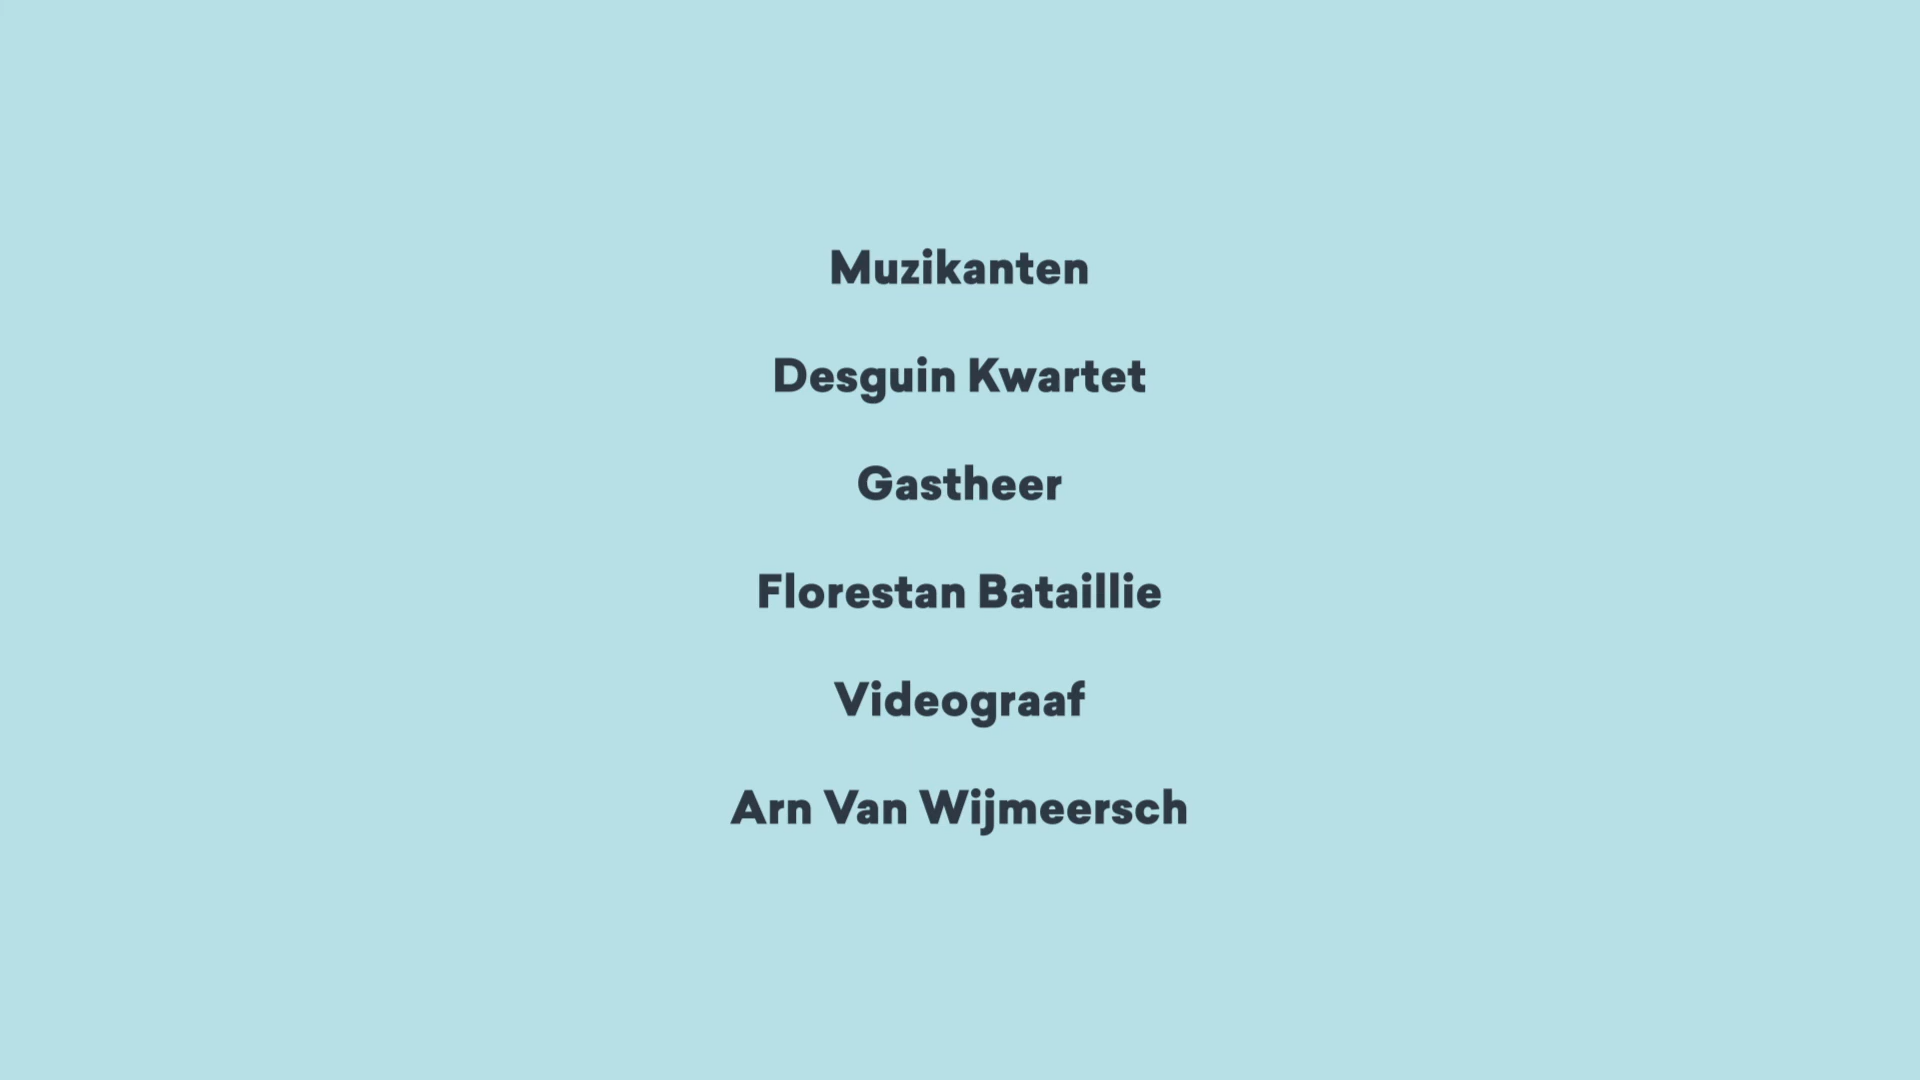 Muzikanten
Desguin Kwartet
Gastheer
Florestan Bataillie
Videograaf
Arn Van Wijmeersch